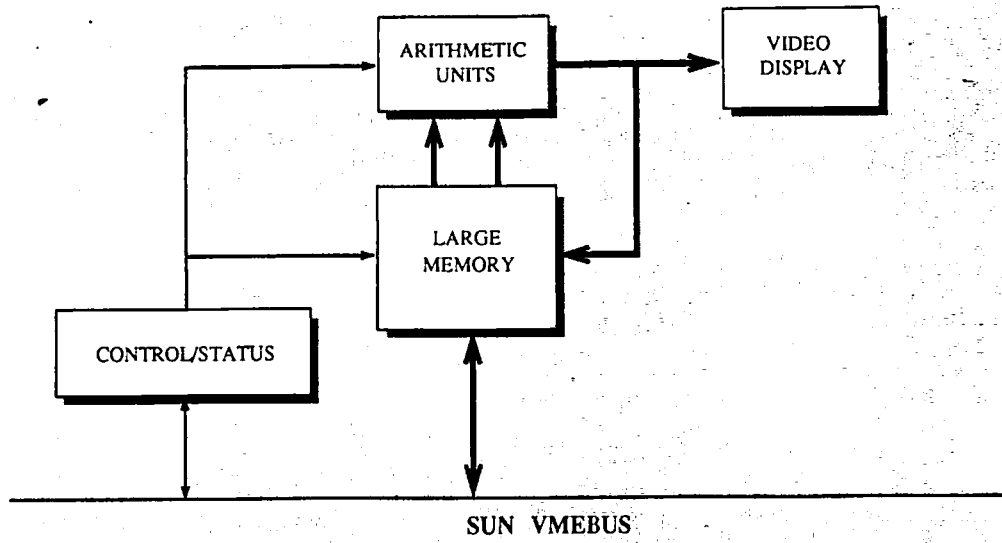 ARITHMETIC
UNITS
VIDEO
DISPLAY
LARGE
MEMORY
CONTROL/STATUS
SUN VMEBUS